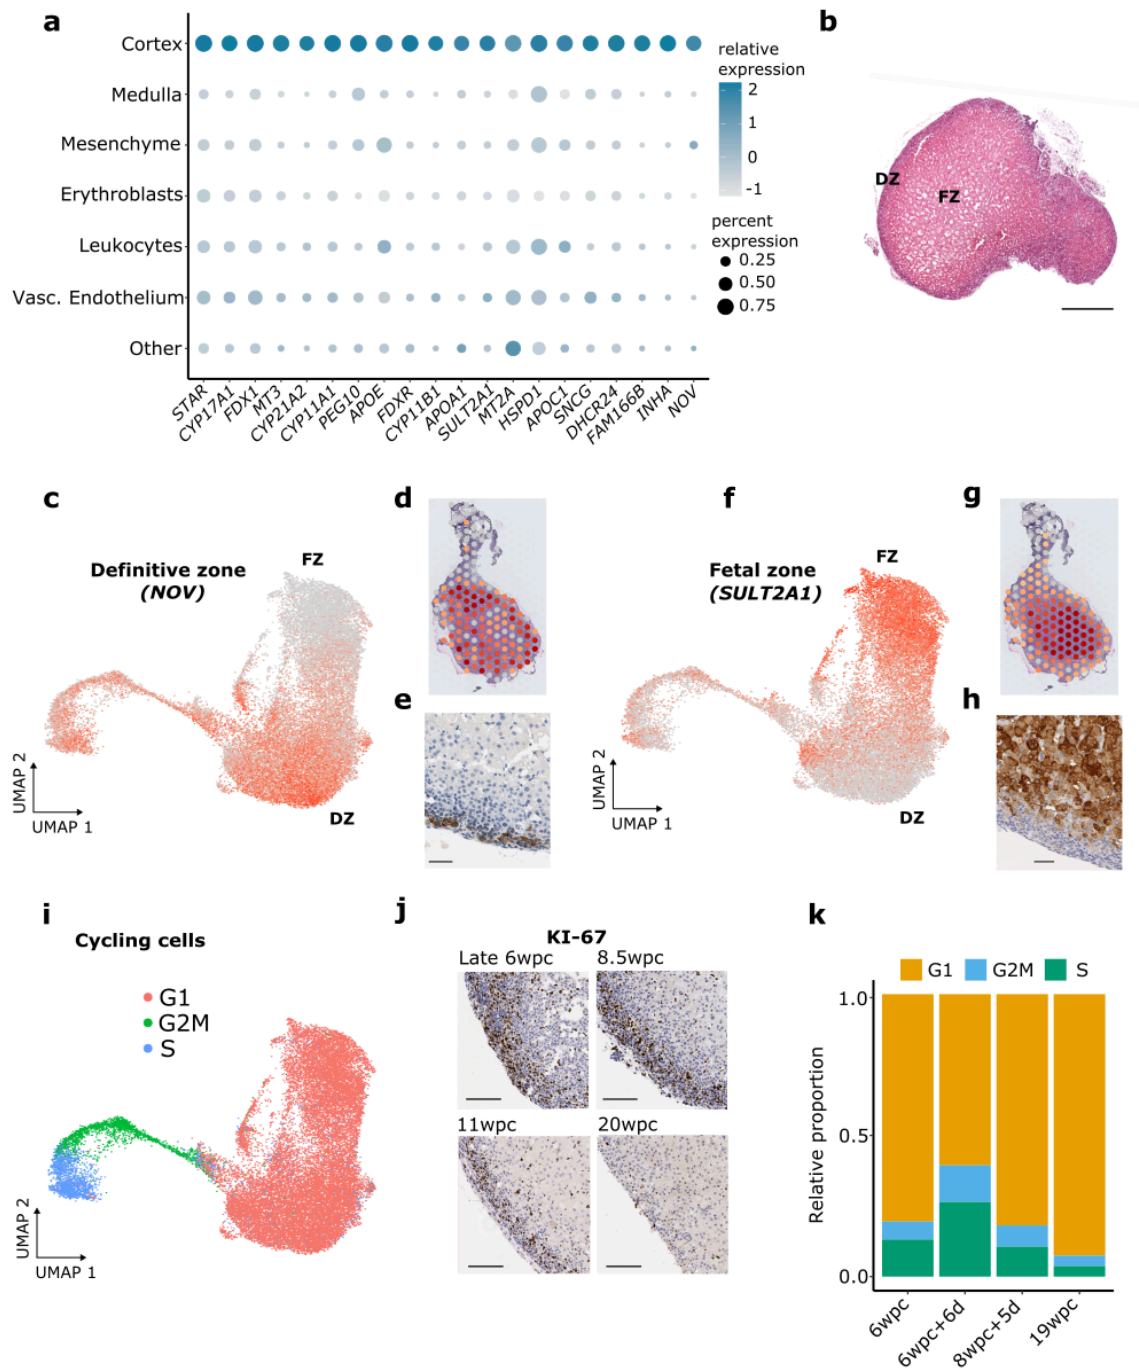 a
Cortex
Medulla
Mesenchyme
Erythroblasts
Leukocytes
Vasc. Endothelium
Other
STAR
CYP17A1
FDX1
MT3
CYP21A2
CYP11A1
PEG10
APOE
FDXR
CYP11B1
APOA1
SULT2A1
MT2A
HSPD1
APOC1
SNCG
DHCR24
FAM166B
INHA
NOV
relative
expression
2
1
0
-1
percent
expression
0.25
0.50
0.75
b
DZ
FZ
c
Definitive zone
(NOV)
FZ
DZ
UMAP 2
UMAP 1
d
e
f
Fetal zone
(SULT2A1)
FZ
DZ
UMAP 2
UMAP 1
g
h
i
Cycling cells
G1
G2M
S
UMAP 2
UMAP 1
j
KI-67
Late 6wpc
8.5wpc
11wpc
20wpc
k
G1
G2M
S
Relative proportion
1.0
0.5
0.0
6wpc
6wpc+6d
8wpc+5d
19wpc